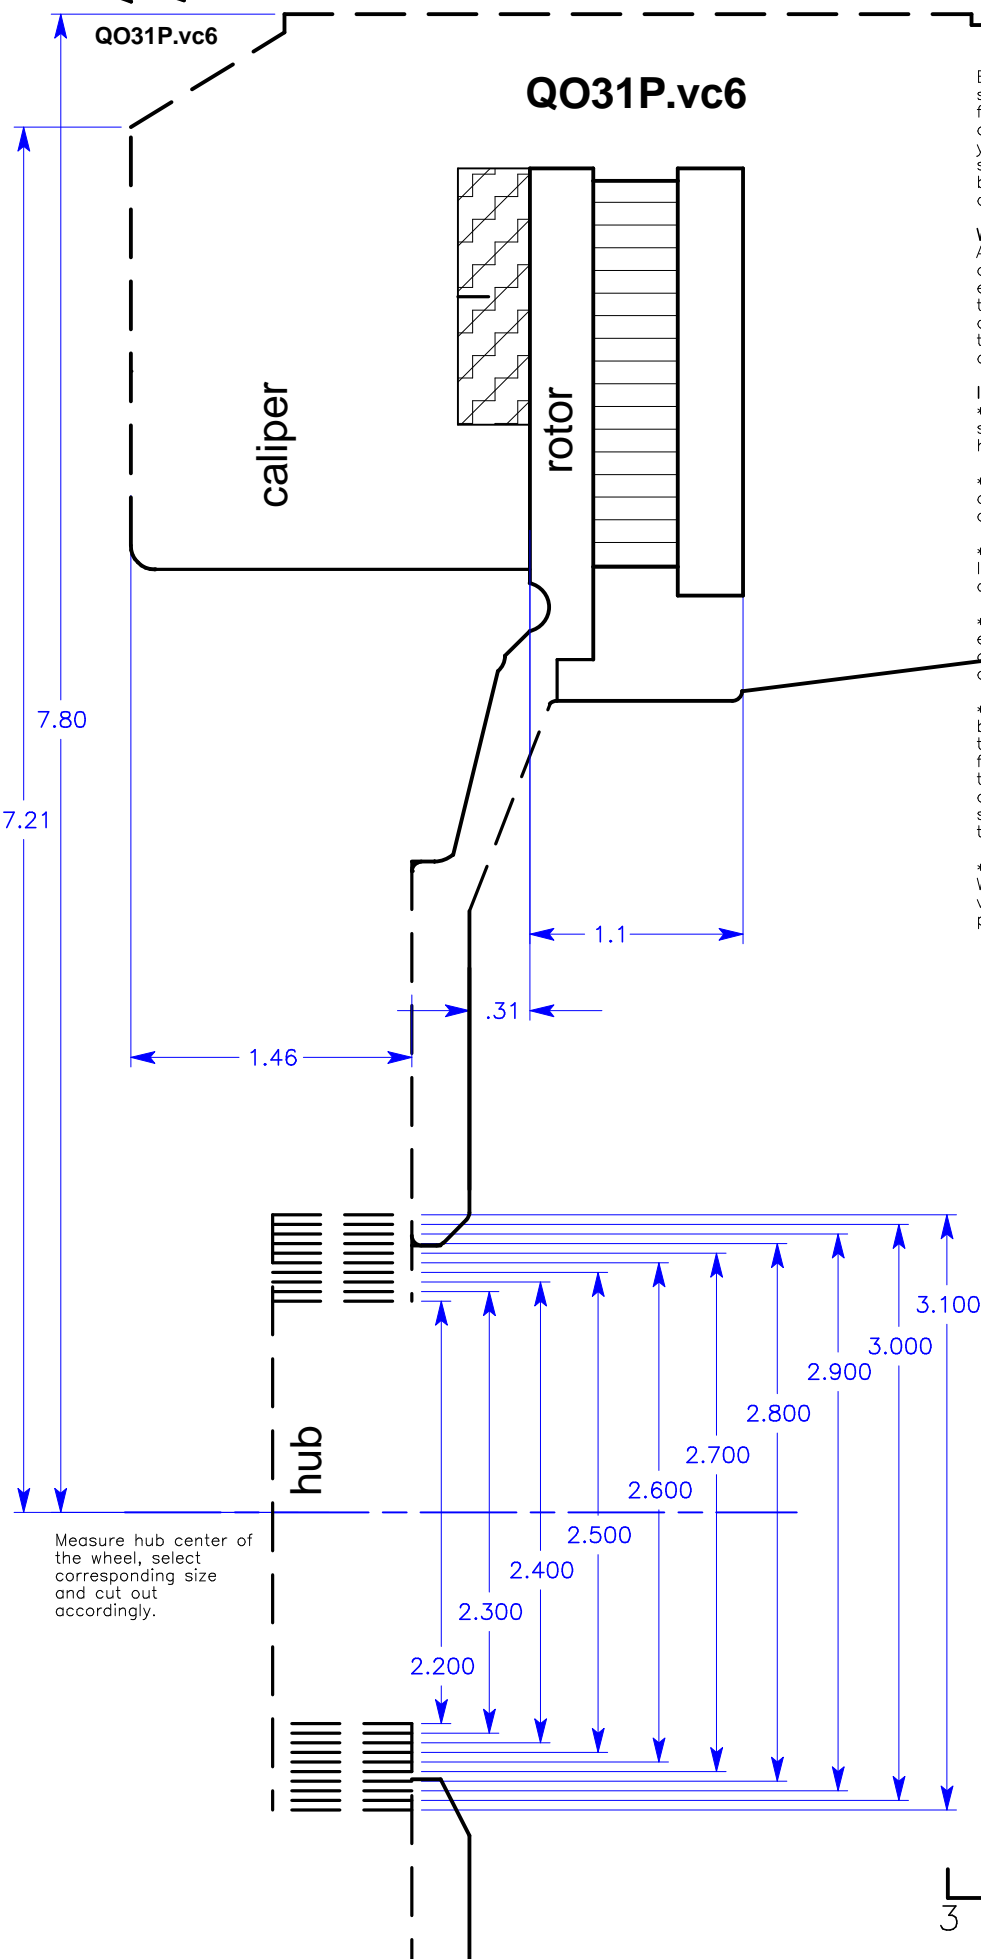 QO31P.vc6
QO31P.vc6
caliper
rotor
7.80
7.21
1.1
.31
1.46
3.100
3.000
2.900
2.800
2.700
2.600
2.500
2.400
2.300
2.200
hub
Measure hub center of
the wheel, select
corresponding size
and cut out
accordingly.
3